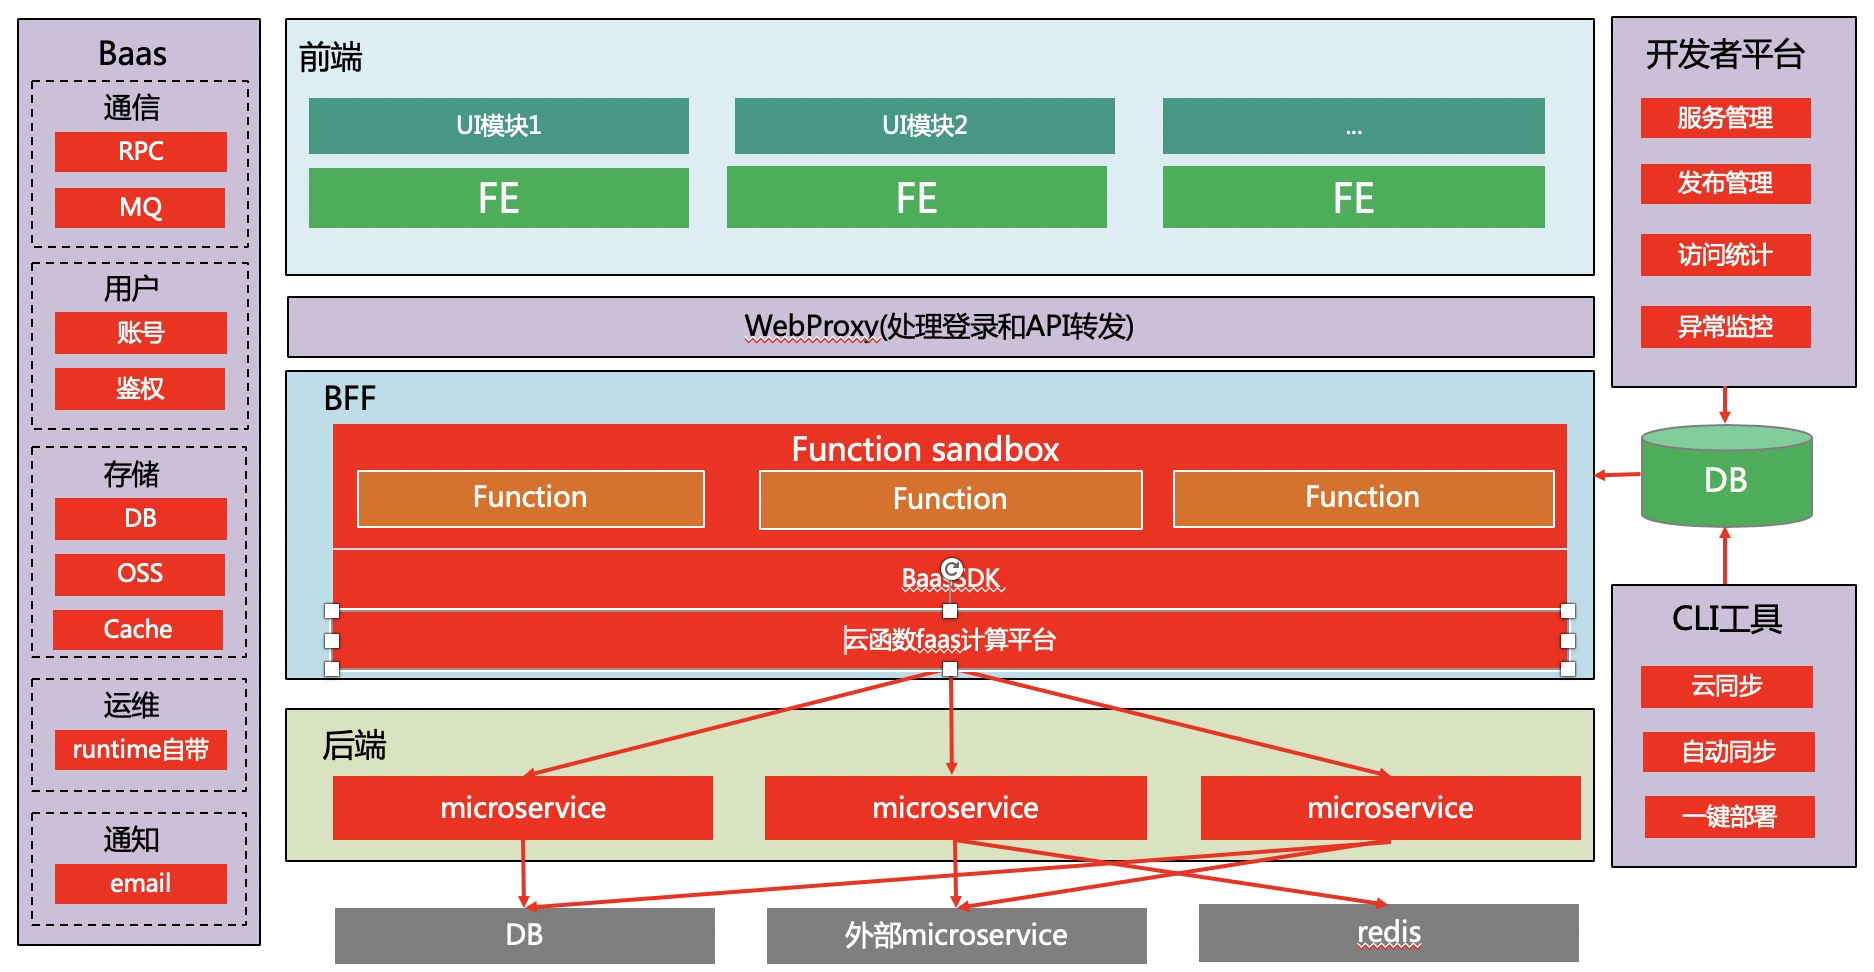 Baas
通信
RPC
MQ
用户
账号
鉴权
存储
DB
OSS
Cache
运维
runtime自带
通知
email
前端
UI模块1
UI模块2
...
FE
FE
FE
WebProxy(处理登录和API转发)
BFF
Function sandbox
Function
Function
Function
BaasSDK
云函数faas计算平台
后端
microservice
microservice
microservice
DB
外部microservice
redis
开发者平台
服务管理
发布管理
访问统计
异常监控
DB
CLI工具
云同步
自动同步
一键部署